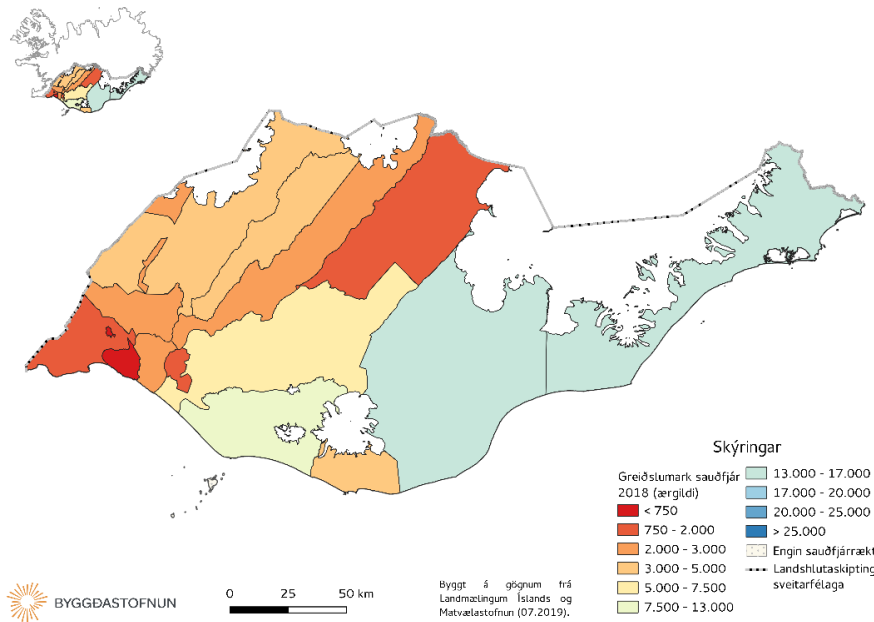 Skýringar
Greiðslumark sauðfjár
2018 (ærgildi)
< 750
750 - 2.000
2.000 - 3.000
3.000 - 5.000
5.000 - 7.500
7.500 - 13.000
13.000 - 17.000
17.000 - 20.000
20.000 - 25.000
> 25.000
Engin sauðfjárrækt
Landshlutaskipting
sveitarfélaga
BYGGÐASTOFNUN
0 25 50 km
Byggt á gögnum frá
Landmælingum Íslands og
Matvælastofnun (07.2019).